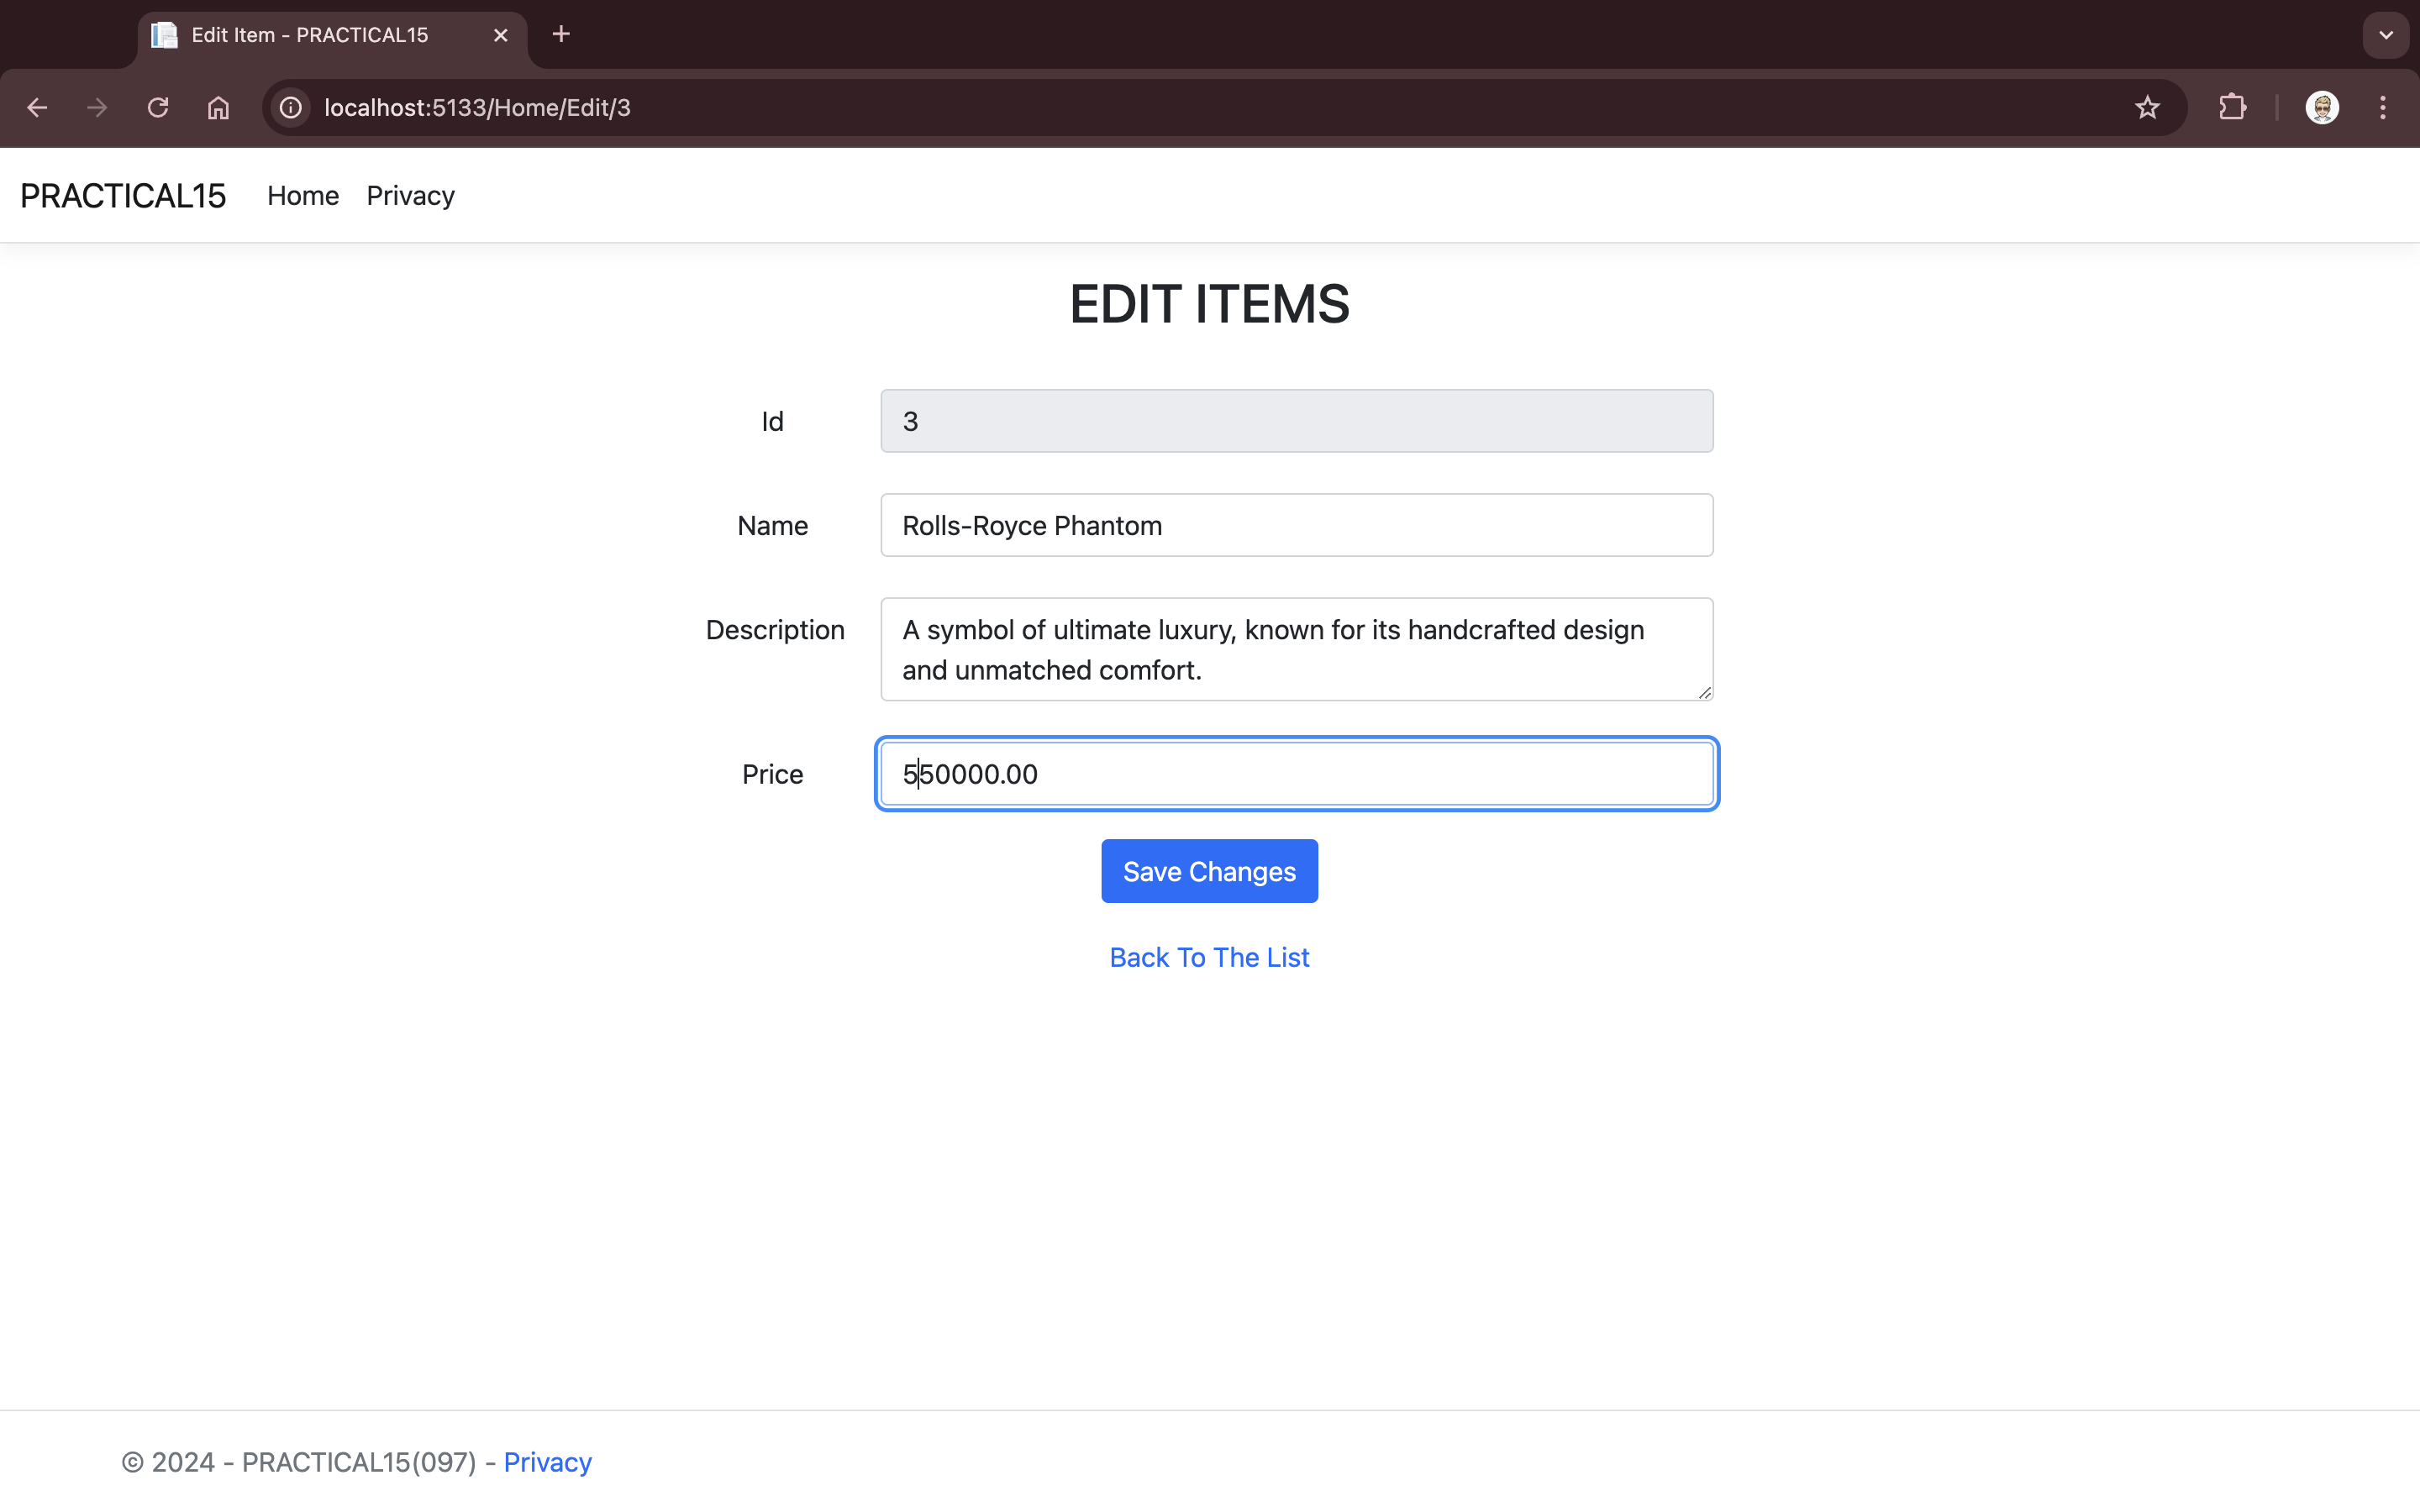 Edit Item - PRACTICAL15
localhost:5133/Home/Edit/3
PRACTICAL15 Home Privacy
EDIT ITEMS
Id 3
Name Rolls-Royce Phantom
Description A symbol of ultimate luxury, known for its handcrafted design
and unmatched comfort.
Price 550000.00
Save Changes
Back To The List
© 2024 - PRACTICAL15(097) - Privacy